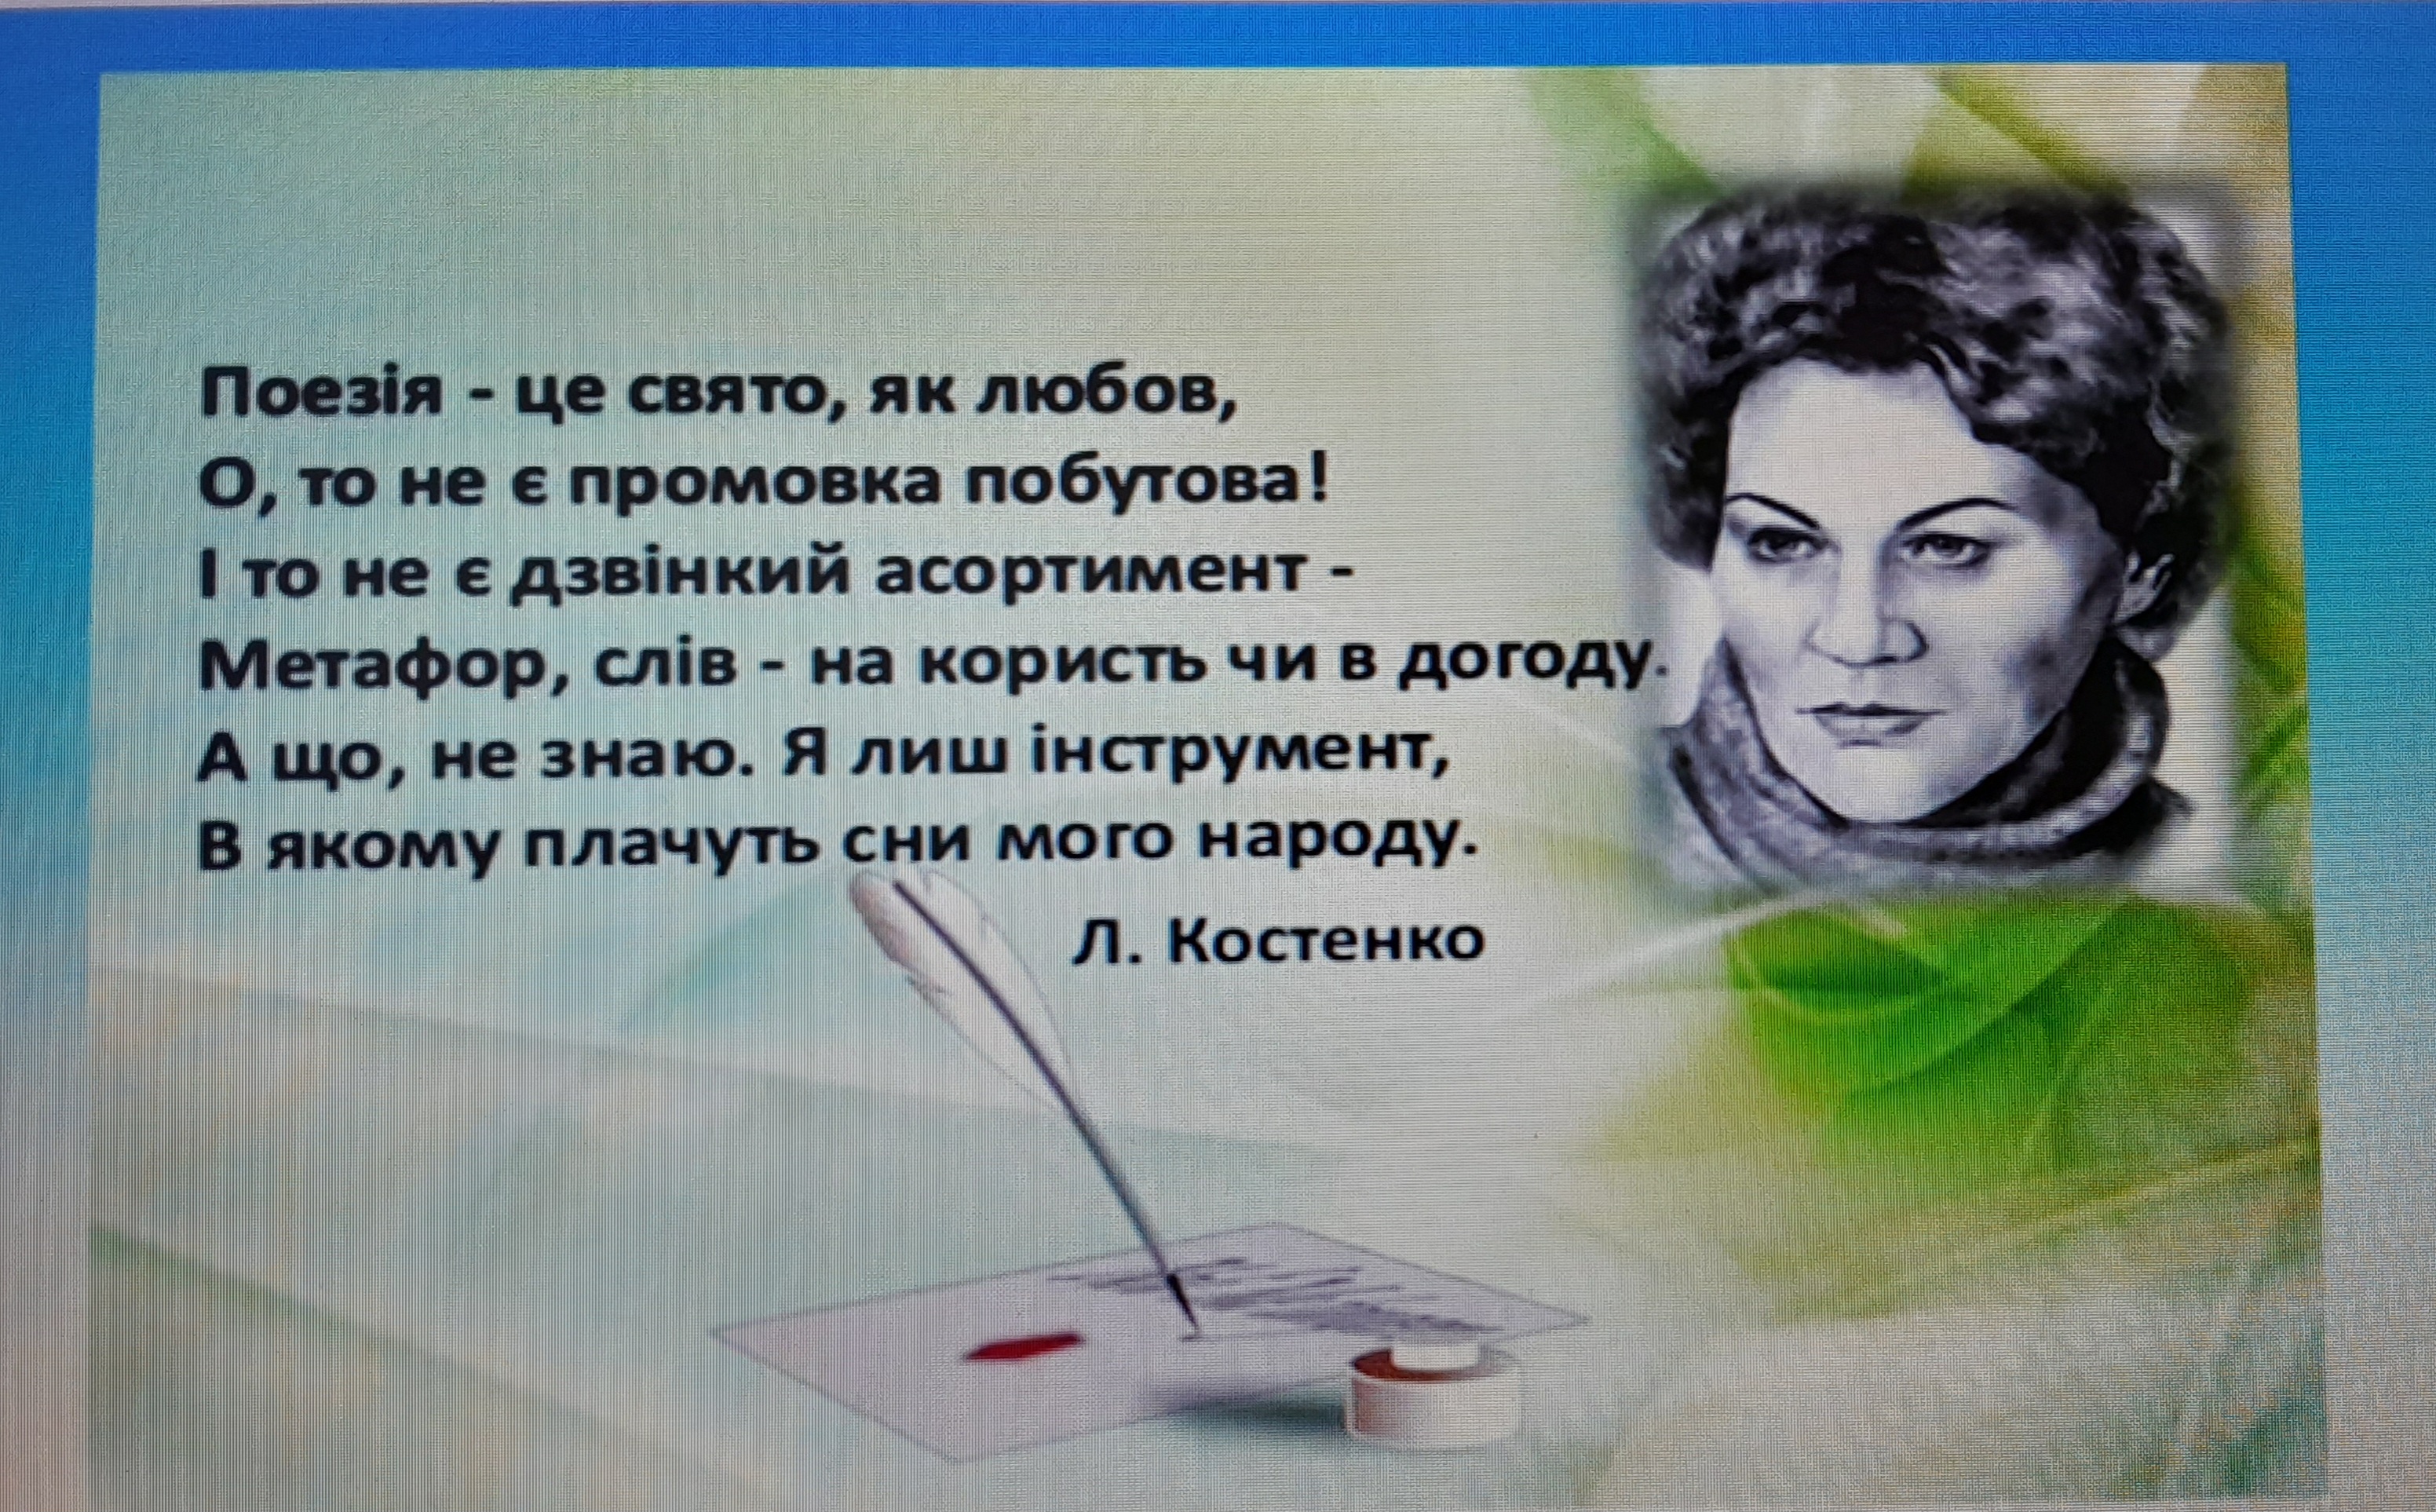 Поезія - це свято, як любов,
О, то не є промовка побутова!
І то не є дзвінкий асортимент -
Метафор, слів - на користь чи в догоду.
А що, не знаю. Я лиш інструмент,
В якому плачуть сни мого народу.
Л. Костенко